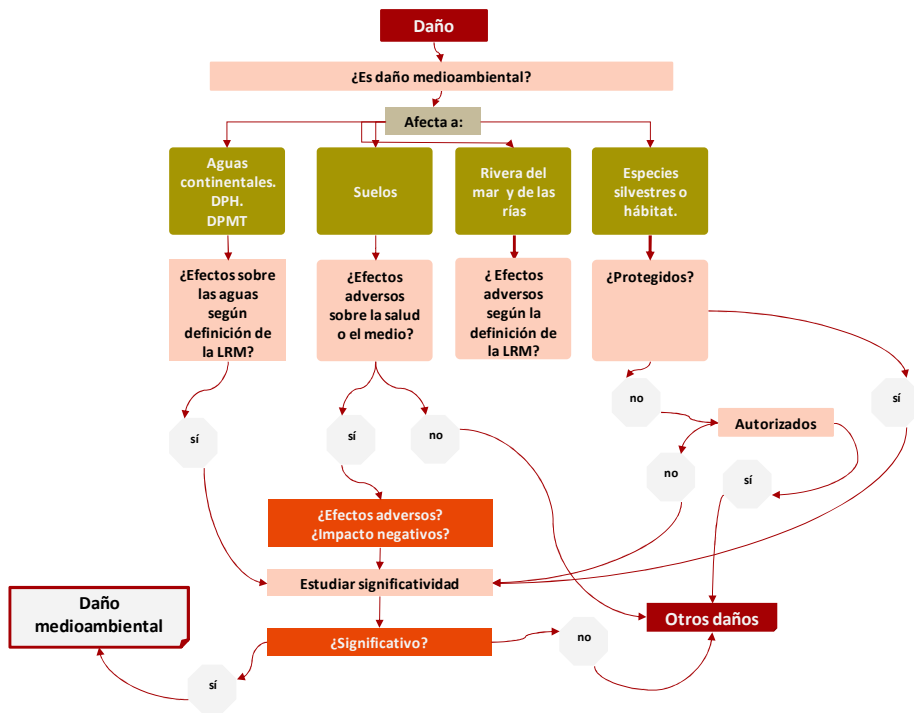 Daño
¿Es daño medioambiental?
Afecta a:
Aguas
continentales.
DPH.
DPMT
Suelos
Rivera del
mar y de las
rías
Especies
silvestres o
hábitat.
¿Efectos sobre
las aguas
según
definición de
la LRM?
¿Efectos
adversos
sobre la salud
o el medio?
¿ Efectos
adversos
según la
definición de
la LRM?
¿Protegidos?
no
sí
Autorizados
sí
sí
no
no
sí
¿Efectos adversos?
¿Impacto negativos?
Estudiar significatividad
Daño
medioambiental
Otros daños
¿Significativo?
no
sí